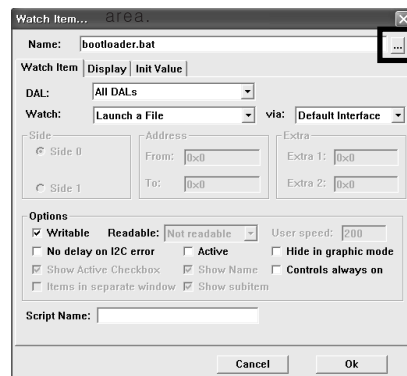 Watch Item... area.
Name: bootloader.bat ...
Watch Item Display Init Value
DAL: All DALs
Watch: Launch a File via: Default Interface
Side Address Extra
Side 0 From: 0x0 Extra 1: 0x0
Side 1 To: 0x0 Extra 2: 0x0
Options
Writable Readable: Not readable User speed: 200
No delay on I2C error Active Hide in graphic mode
Show Active Checkbox Show Name Controls always on
Items in separate window Show subitem
Script Name:
Cancel Ok